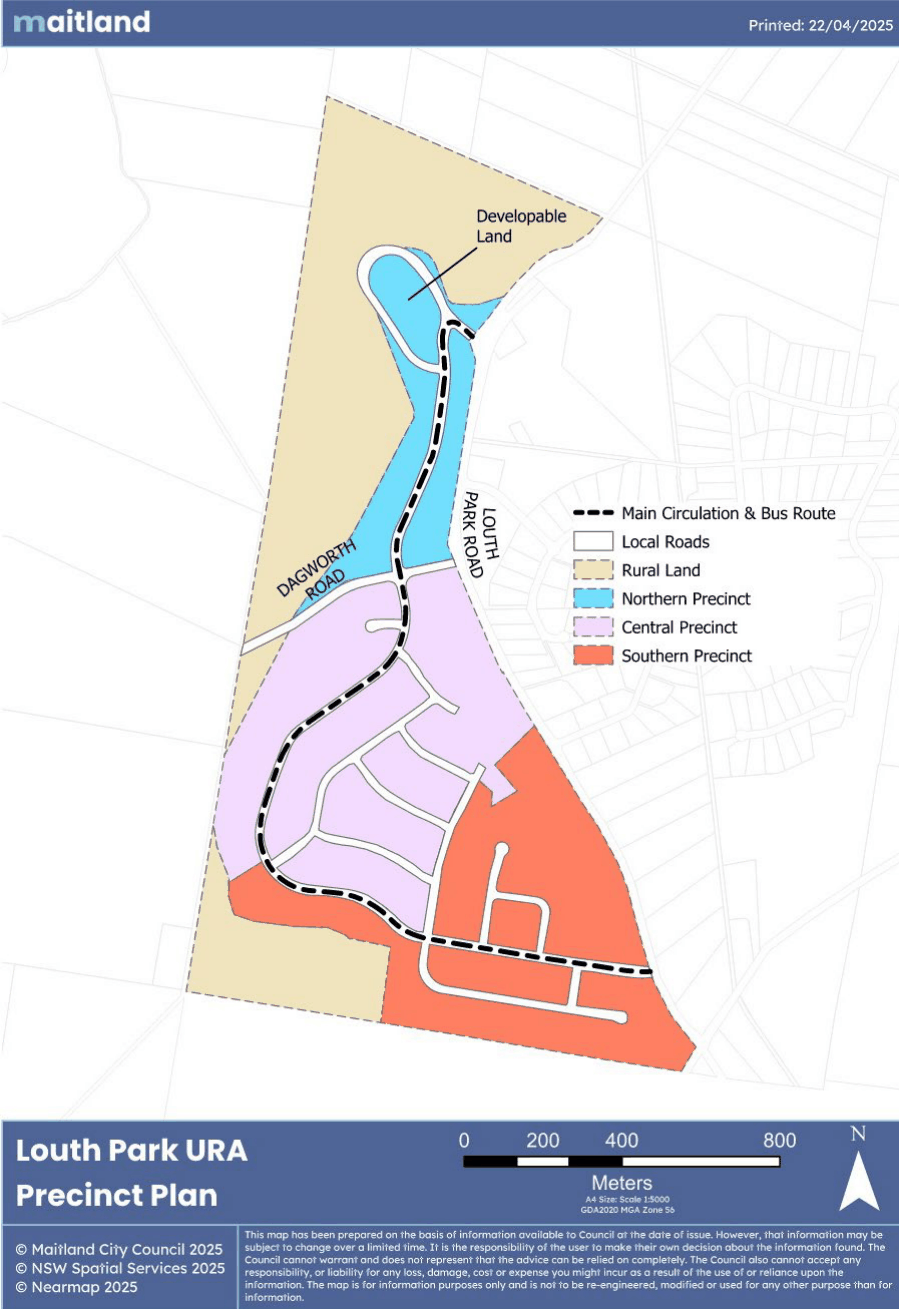 maitland
Printed: 22/04/2025
Developable
Land
LOUTH
PARK ROAD
DAGWORTH
ROAD
Main Circulation & Bus Route
Local Roads
Rural Land
Northern Precinct
Central Precinct
Southern Precinct
Louth Park URA
Precinct Plan
0 200 400 800
Meters
A4 Size: Scale 1:5000
GDA2020 MGA Zone 56
N
© Maitland City Council 2025
© NSW Spatial Services 2025
© Nearmap 2025
This map has been prepared on the basis of information available to Council at the date of issue. However, that information may be
subject to change over a limited time. It is the responsibility of the user to make their own decision about the information found. The
Council cannot warrant and does not represent that the advice can be relied on completely. The Council also cannot accept any
responsibility, or liability for any loss, damage, cost or expense you might incur as a result of the use of or reliance upon the
information. The map is for information purposes only and is not to be re-engineered, modified or used for any other purpose than for
information.